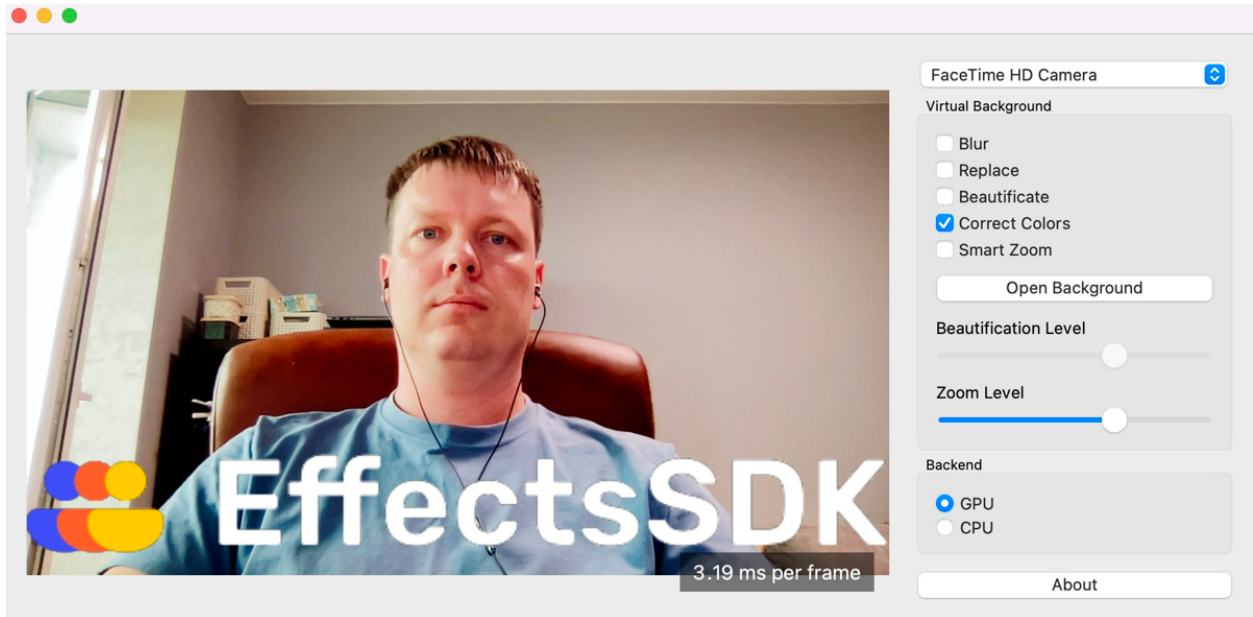 FaceTime HD Camera
Virtual Background
Blur
Replace
Beautificate
Correct Colors
Smart Zoom
Open Background
Beautification Level
Zoom Level
Backend
GPU
CPU
About
EffectsSDK
3.19 ms per frame